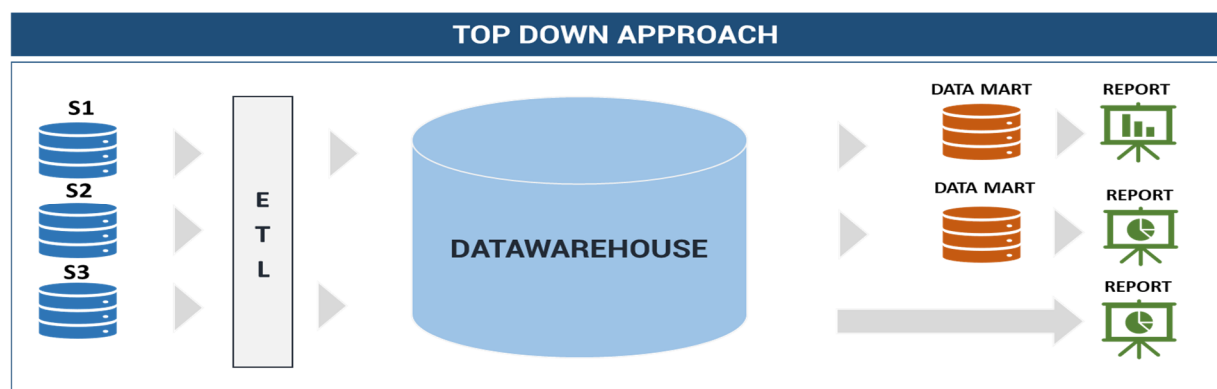 TOP DOWN APPROACH
S1
S2
S3
E
T
L
DATAWAREHOUSE
DATA MART
REPORT
DATA MART
REPORT
REPORT